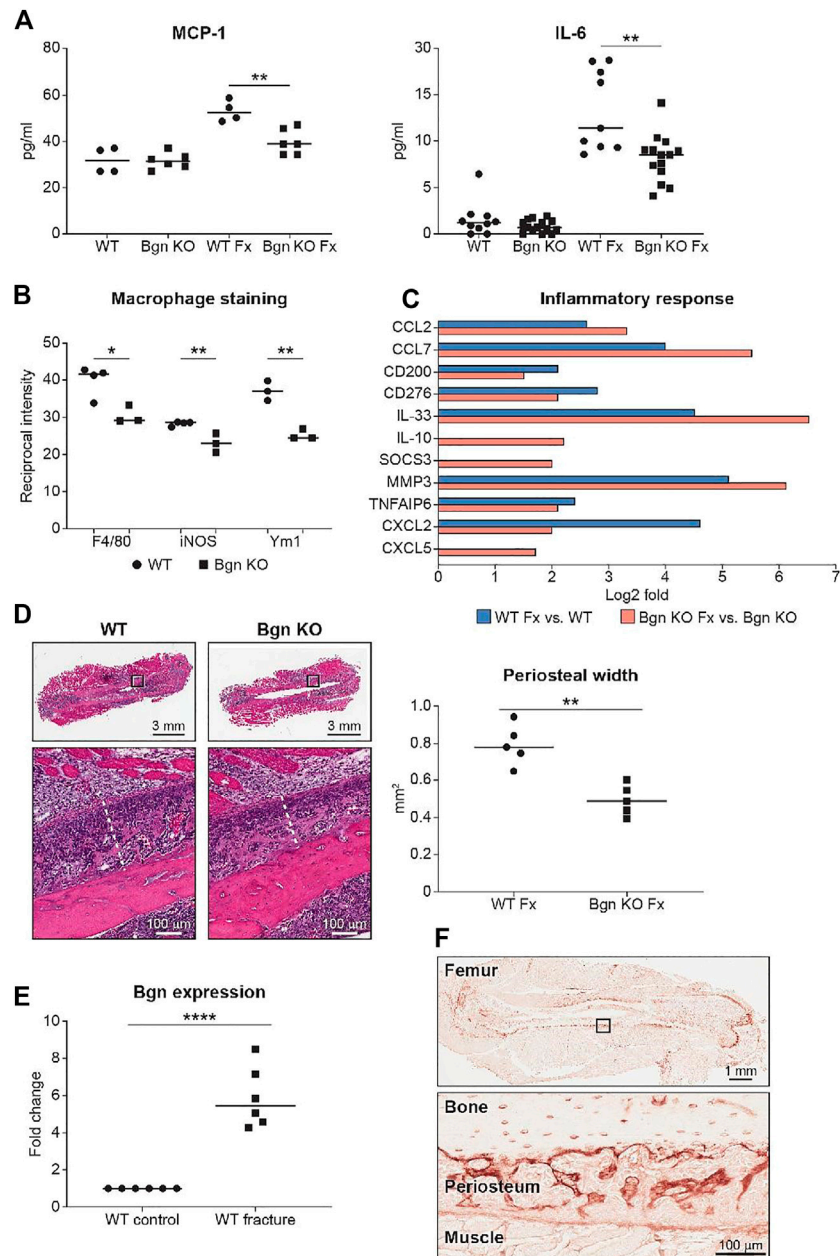 A
MCP-1
80
60
40
20
0
pg/ml
**
WT
Bgn KO
WT Fx
Bgn KO Fx
IL-6
30
20
10
5
0
pg/ml
**
WT
Bgn KO
WT Fx
Bgn KO Fx
B
Macrophage staining
50
40
30
20
10
0
Reciprocal intensity
*
**
**
F4/80
iNOS
Ym1
WT
Bgn KO
C
Inflammatory response
CCL2
CCL7
CD200
CD276
IL-33
IL-10
SOCS3
MMP3
TNFAIP6
CXCL2
CXCL5
0 1 2 3 4 5 6 7
Log2 fold
WT Fx vs. WT
Bgn KO Fx vs. Bgn KO
D
WT
Bgn KO
3 mm
3 mm
100 µm
100 µm
Periosteal width
1.0
0.8
0.6
0.4
0.2
0
mm²
**
WT Fx
Bgn KO Fx
E
Bgn expression
10
8
6
4
2
0
Fold change
****
WT control
WT fracture
F
Femur
1 mm
Bone
Periosteum
Muscle
100 µm